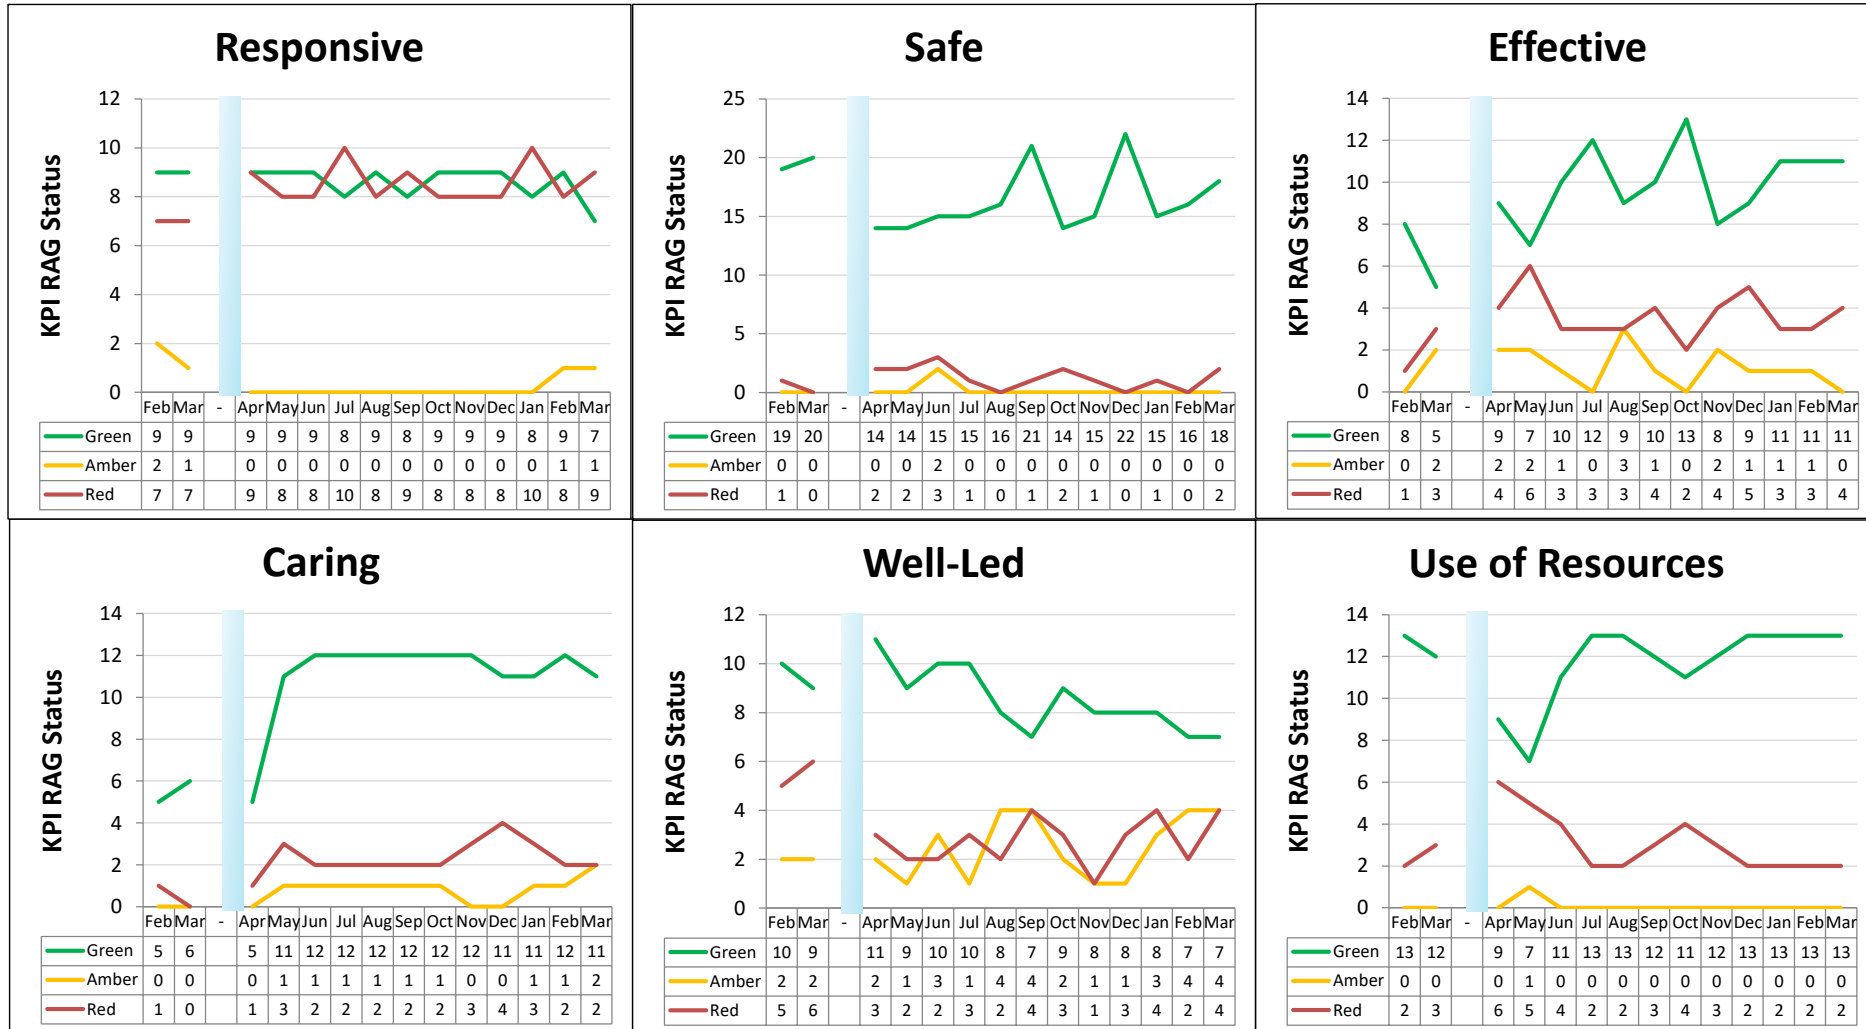 Responsive
KPI RAG Status
12
10
8
6
4
2
0
Feb Mar - Apr May Jun Jul Aug Sep Oct Nov Dec Jan Feb Mar
Green 9 9 9 9 9 8 9 8 9 9 9 8 9 7
Amber 2 1 0 0 0 0 0 0 0 0 0 0 1 1
Red 7 7 9 8 8 10 8 9 8 8 8 10 8 9
Safe
KPI RAG Status
25
20
15
10
5
0
Feb Mar - Apr May Jun Jul Aug Sep Oct Nov Dec Jan Feb Mar
Green 19 20 14 14 15 15 16 21 14 15 22 15 16 18
Amber 0 0 0 0 2 0 0 0 0 0 0 0 0 0
Red 1 0 2 2 3 1 0 1 2 1 0 1 0 2
Effective
KPI RAG Status
14
12
10
8
6
4
2
0
Feb Mar - Apr May Jun Jul Aug Sep Oct Nov Dec Jan Feb Mar
Green 8 5 9 7 10 12 9 10 13 8 9 11 11 11
Amber 0 2 2 2 1 0 3 1 0 2 1 1 1 0
Red 1 3 4 6 3 3 3 4 2 4 5 3 3 4
Caring
KPI RAG Status
14
12
10
8
6
4
2
0
Feb Mar - Apr May Jun Jul Aug Sep Oct Nov Dec Jan Feb Mar
Green 5 6 5 11 12 12 12 12 12 12 11 11 12 11
Amber 0 0 0 1 1 1 1 1 1 0 0 1 1 2
Red 1 0 1 3 2 2 2 2 2 3 4 3 2 2
Well-Led
KPI RAG Status
12
10
8
6
4
2
0
Feb Mar - Apr May Jun Jul Aug Sep Oct Nov Dec Jan Feb Mar
Green 10 9 11 9 10 10 8 7 9 8 8 8 7 7
Amber 2 2 2 1 3 1 4 4 2 1 1 3 4 4
Red 5 6 3 2 2 3 2 4 3 1 3 4 2 4
Use of Resources
KPI RAG Status
14
12
10
8
6
4
2
0
Feb Mar - Apr May Jun Jul Aug Sep Oct Nov Dec Jan Feb Mar
Green 13 12 9 7 11 13 13 12 11 12 13 13 13 13
Amber 0 0 0 1 0 0 0 0 0 0 0 0 0 0
Red 2 3 6 5 4 2 2 3 4 3 2 2 2 2